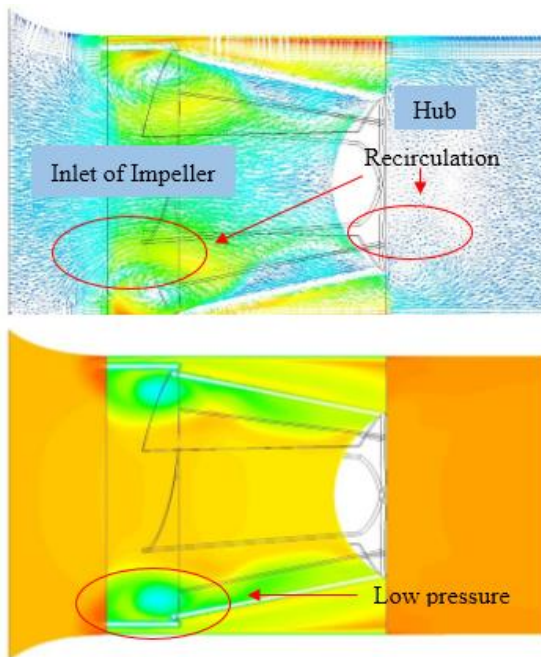 Hub
Recirculation
Inlet of Impeller
Low pressure